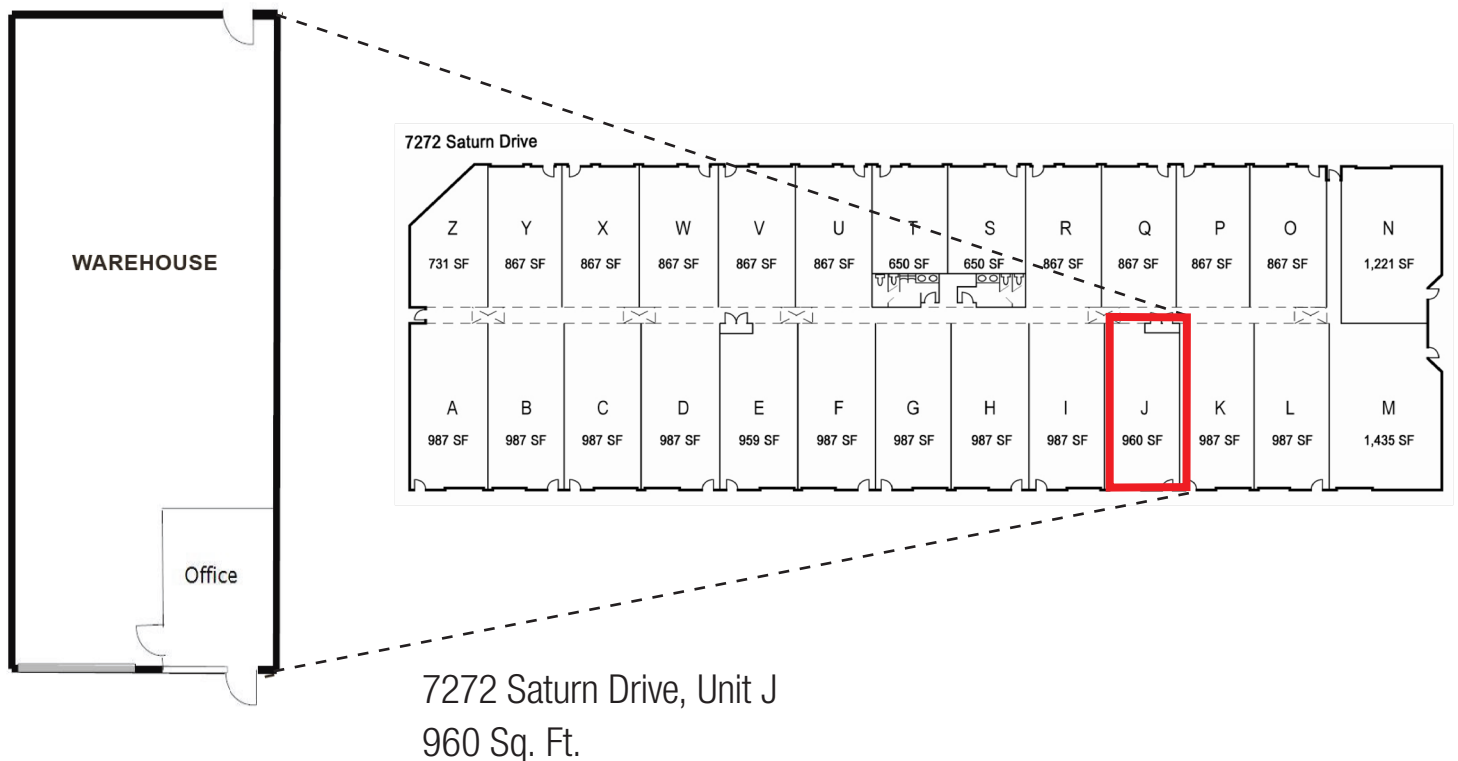 7272 Saturn Drive
Z Y X W V U T S R Q P O N
731 SF 867 SF 867 SF 867 SF 867 SF 867 SF 650 SF 650 SF 867 SF 867 SF 867 SF 867 SF 1,221 SF
WAREHOUSE
A B C D E F G H I J K L M
987 SF 987 SF 987 SF 987 SF 959 SF 987 SF 987 SF 987 SF 987 SF 960 SF 987 SF 987 SF 1,435 SF
Office
7272 Saturn Drive, Unit J
960 Sq. Ft.